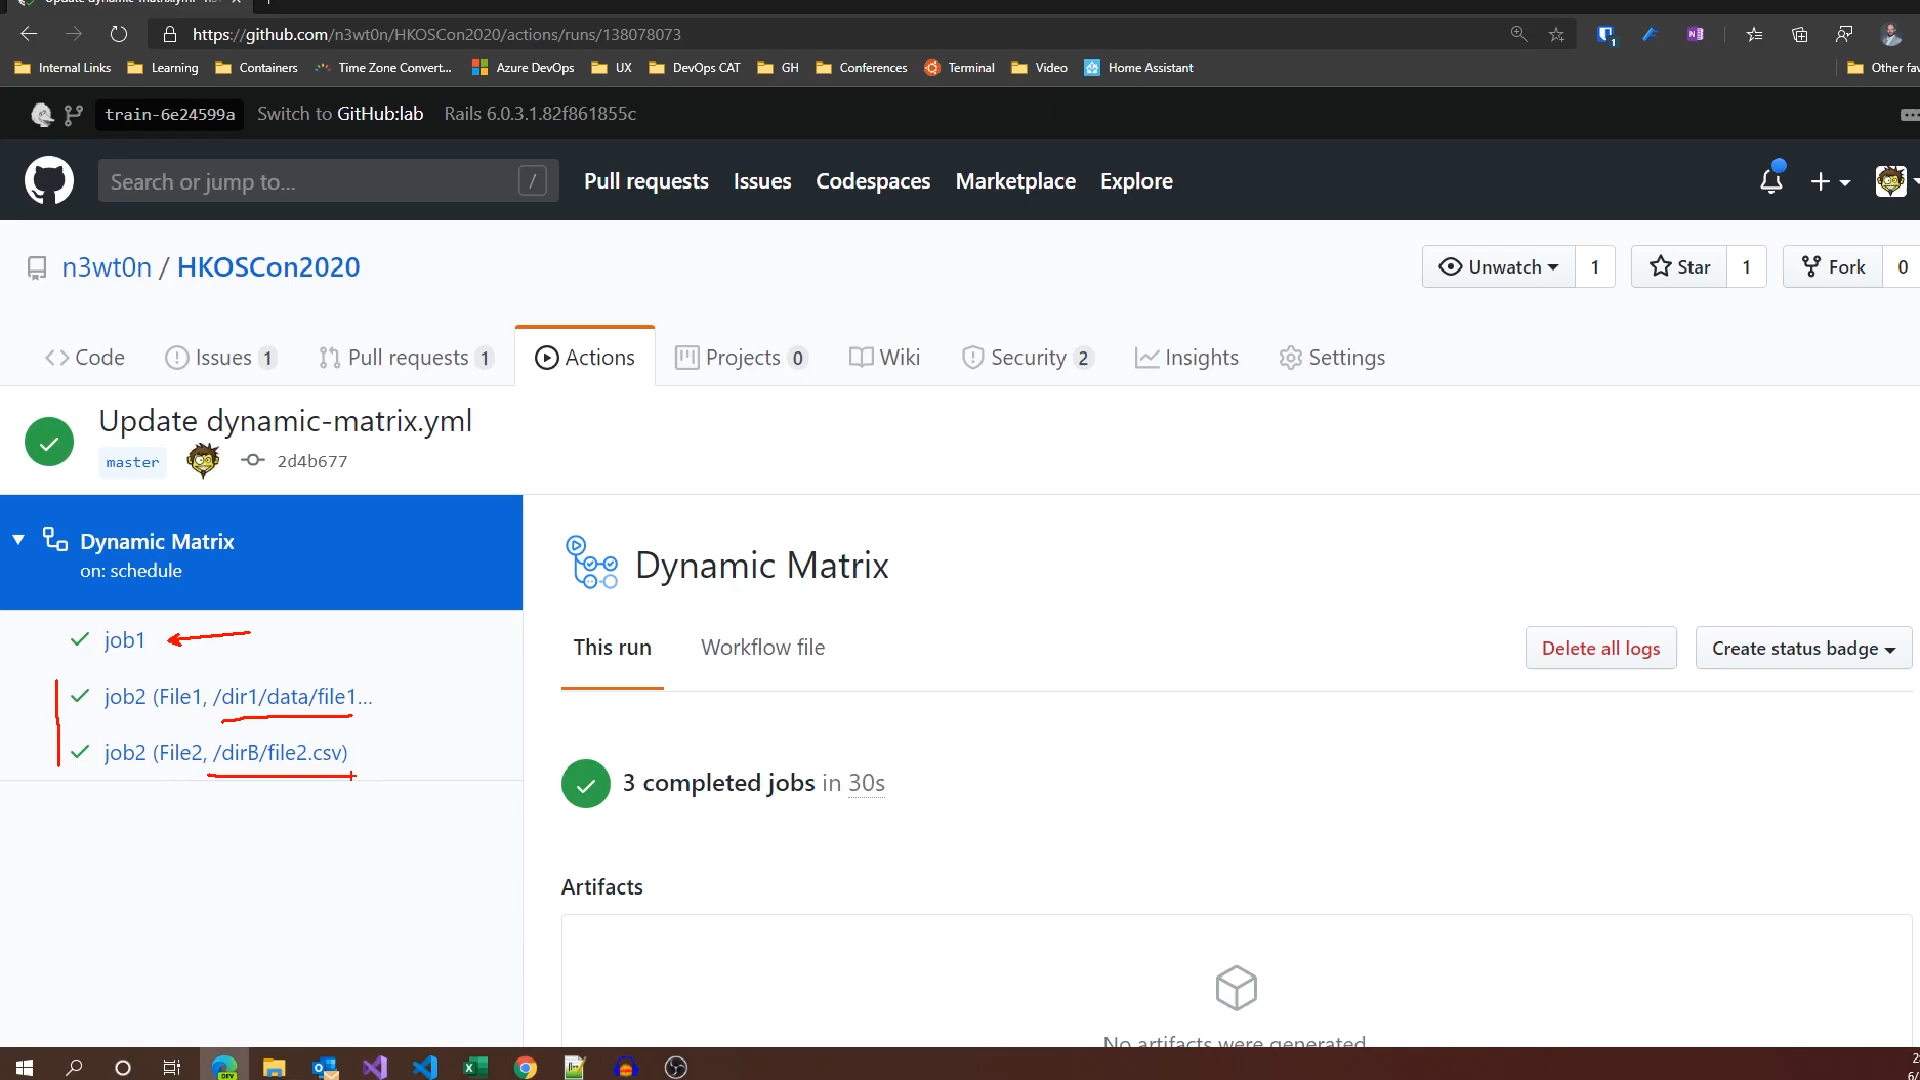 https://github.com/n3wt0n/HKOSCon2020/actions/runs/138078073
Internal Links Learning Containers Time Zone Convert... Azure DevOps UX DevOps CAT GH Conferences Terminal Video Home Assistant Other fav
train-6e24599a Switch to GitHub:lab Rails 6.0.3.1.82f861855c
Search or jump to... / Pull requests Issues Codespaces Marketplace Explore
n3wt0n / HKOSCon2020 Unwatch 1 Star 1 Fork 0
Code Issues 1 Pull requests 1 Actions Projects 0 Wiki Security 2 Insights Settings
Update dynamic-matrix.yml
master 2d4b677
Dynamic Matrix
on: schedule
job1
job2 (File1, /dir1/data/file1...
job2 (File2, /dirB/file2.csv)
Dynamic Matrix
This run Workflow file Delete all logs Create status badge
3 completed jobs in 30s
Artifacts
No artifacts were generated